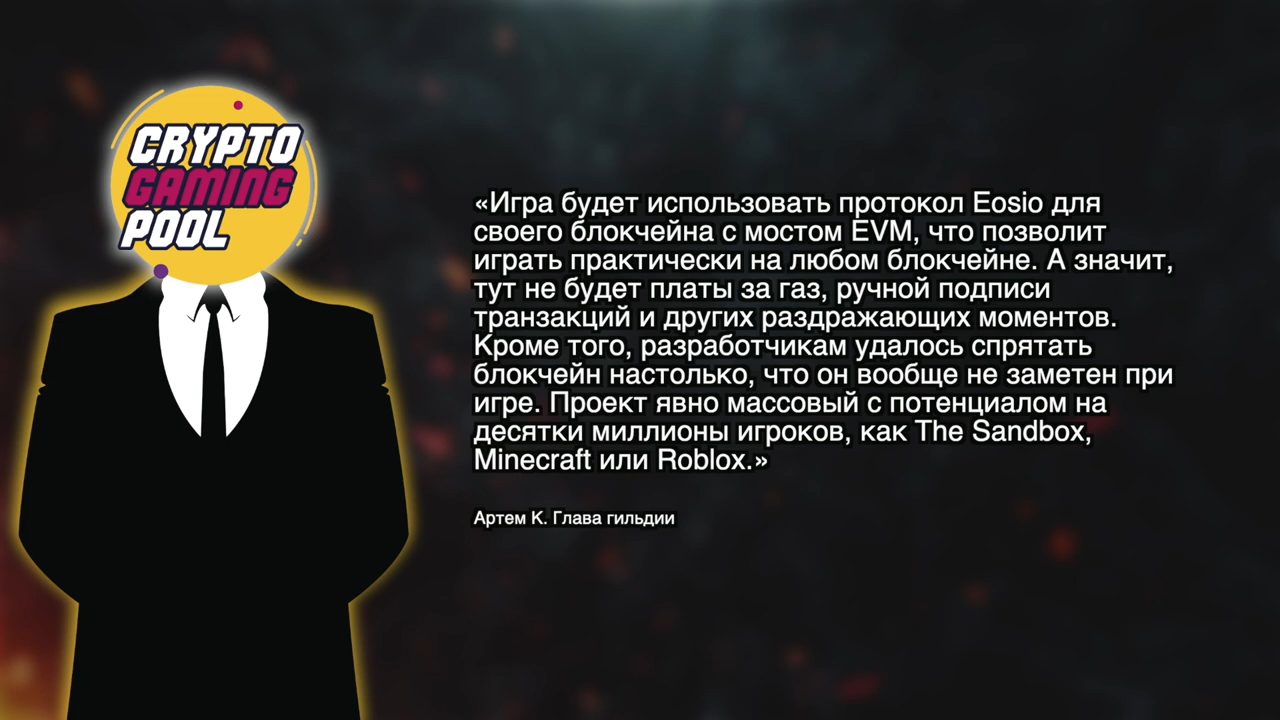 CRYPTO
GAMING
POOL
«Игра будет использовать протокол Eosio для
своего блокчейна с мостом EVM, что позволит
играть практически на любом блокчейне. А значит,
тут не будет платы за газ, ручной подписи
транзакций и других раздражающих моментов.
Кроме того, разработчикам удалось спрятать
блокчейн настолько, что он вообще не заметен при
игре. Проект явно массовый с потенциалом на
десятки миллионы игроков, как The Sandbox,
Minecraft или Roblox.»
Артем К. Глава гильдии